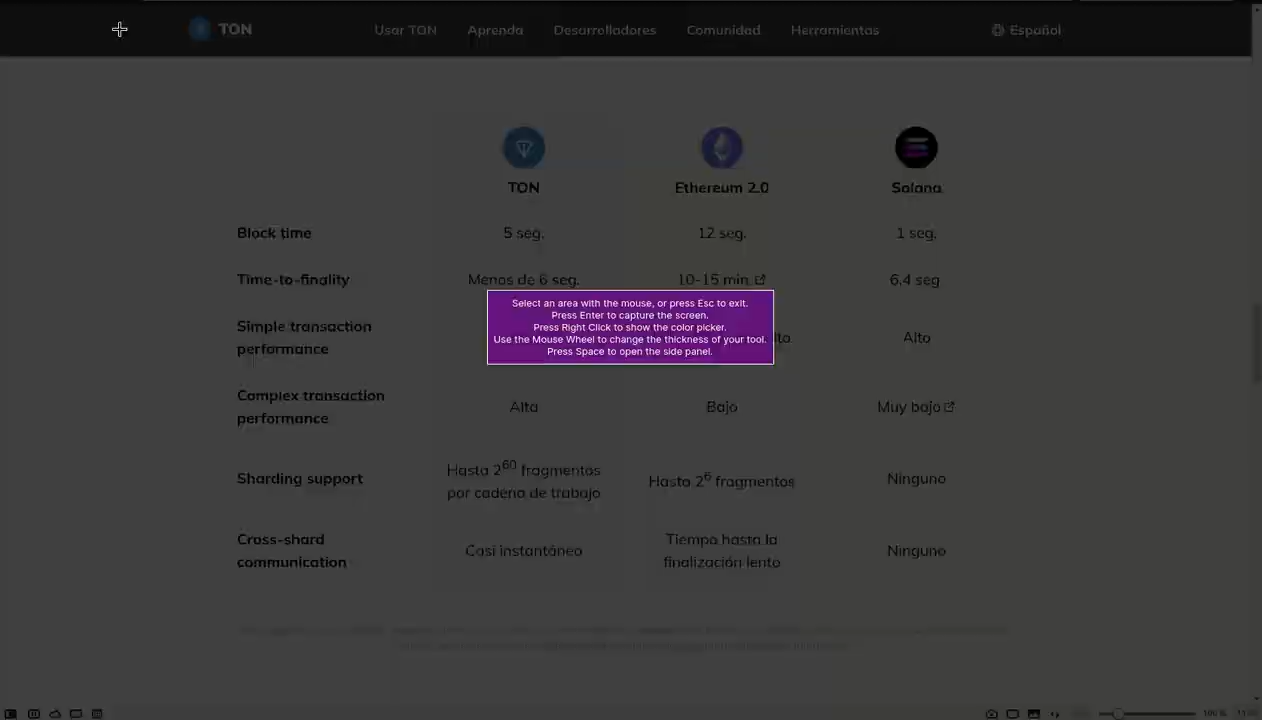 TON
Usar TON
Aprenda
Desarrolladores
Comunidad
Herramientas
Español
TON
Ethereum 2.0
Solana
Block time
5 seg.
12 seg.
1 seg.
Time-to-finality
Menos de 6 seg.
10-15 min.
6.4 seg
Select an area with the mouse, or press Esc to exit.
Press Enter to capture the screen.
Press Right Click to show the color picker.
Use the Mouse Wheel to change the thickness of your tool.
Press Space to open the side panel.
Simple transaction
performance
Alto
Complex transaction
performance
Alta
Bajo
Muy bajo
Sharding support
Hasta 2⁶⁰ fragmentos
por cadena de trabajo
Hasta 2⁶ fragmentos
Ninguno
Cross-shard
communication
Casi instantáneo
Tiempo hasta la
finalización lento
Ninguno
100 %